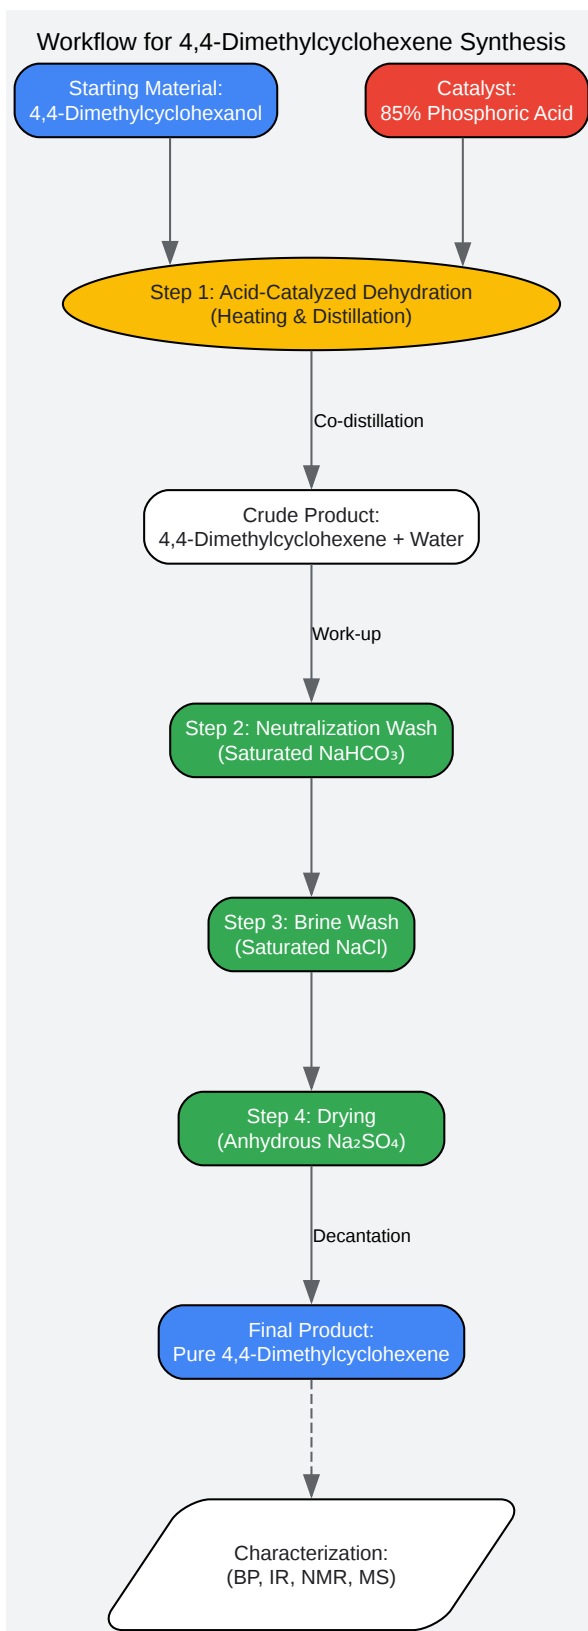 Workflow for 4,4-Dimethylcyclohexene Synthesis
Starting Material:
4,4-Dimethylcyclohexanol
Catalyst:
85% Phosphoric Acid
Step 1: Acid-Catalyzed Dehydration
(Heating & Distillation)
Co-distillation
Crude Product:
4,4-Dimethylcyclohexene + Water
Work-up
Step 2: Neutralization Wash
(Saturated NaHCO₃)
Step 3: Brine Wash
(Saturated NaCl)
Step 4: Drying
(Anhydrous Na₂SO₄)
Decantation
Final Product:
Pure 4,4-Dimethylcyclohexene
Characterization:
(BP, IR, NMR, MS)